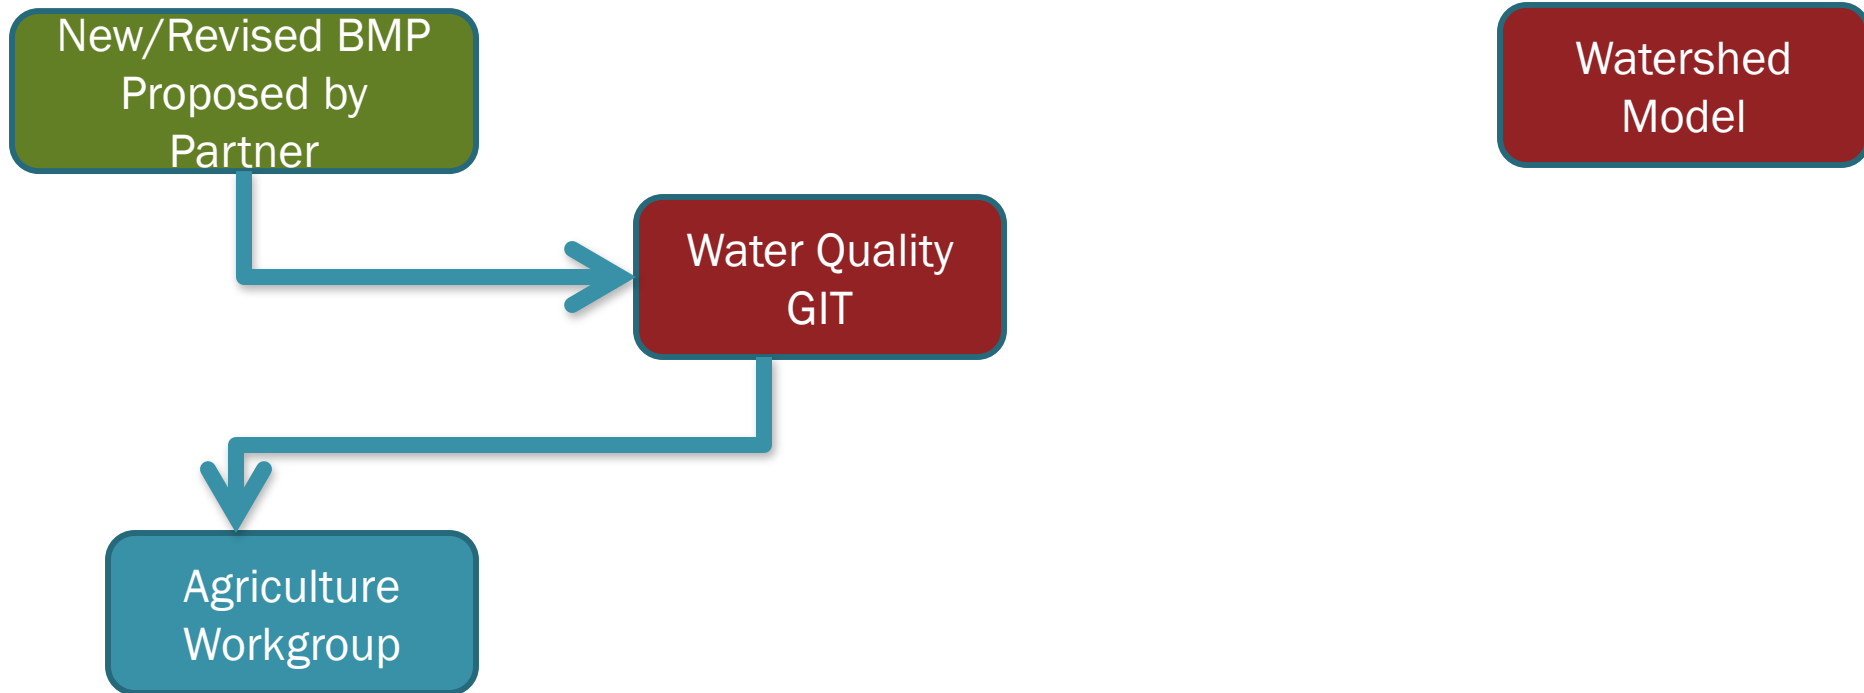 New/Revised BMP
Proposed by
Partner
Watershed
Model
Water Quality
GIT
Agriculture
Workgroup